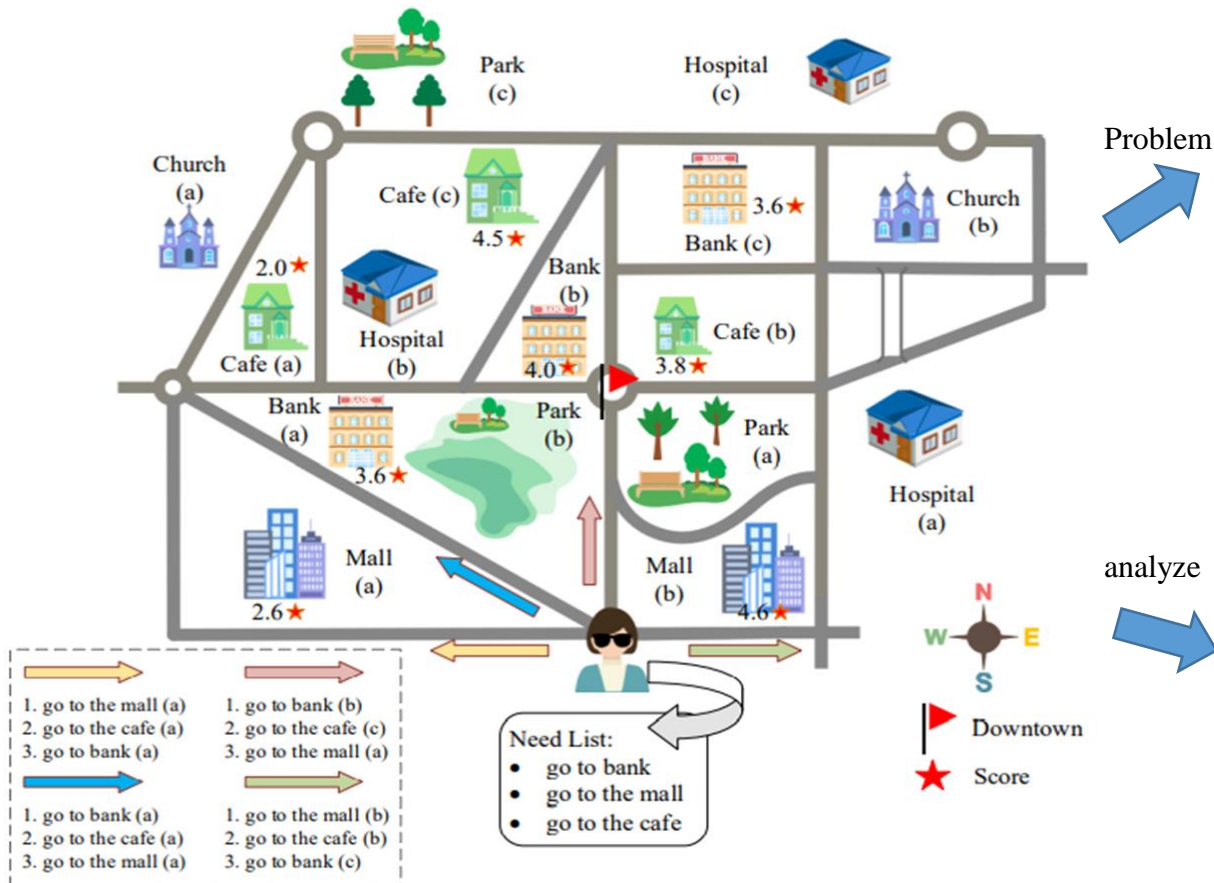 Park
(c)
Hospital
(c)
Problem
Church
(a)
Cafe (c)
4.5
BANK
3.6
Bank (c)
Church
(b)
2.0
Cafe (a)
Hospital
(b)
Bank
(b)
BANK
4.0
Cafe (b)
3.8
Bank
(a)
BANK
3.6
Park
(b)
Park
(a)
Hospital
(a)
Mall
(a)
2.6
Mall
(b)
4.6
analyze
N
W
E
S
Downtown
Score
1. go to the mall (a)
2. go to the cafe (a)
3. go to bank (a)
1. go to bank (b)
2. go to the cafe (c)
3. go to the mall (a)
1. go to bank (a)
2. go to the cafe (a)
3. go to the mall (a)
1. go to the mall (b)
2. go to the cafe (b)
3. go to bank (c)
Need List:
• go to bank
• go to the mall
• go to the cafe